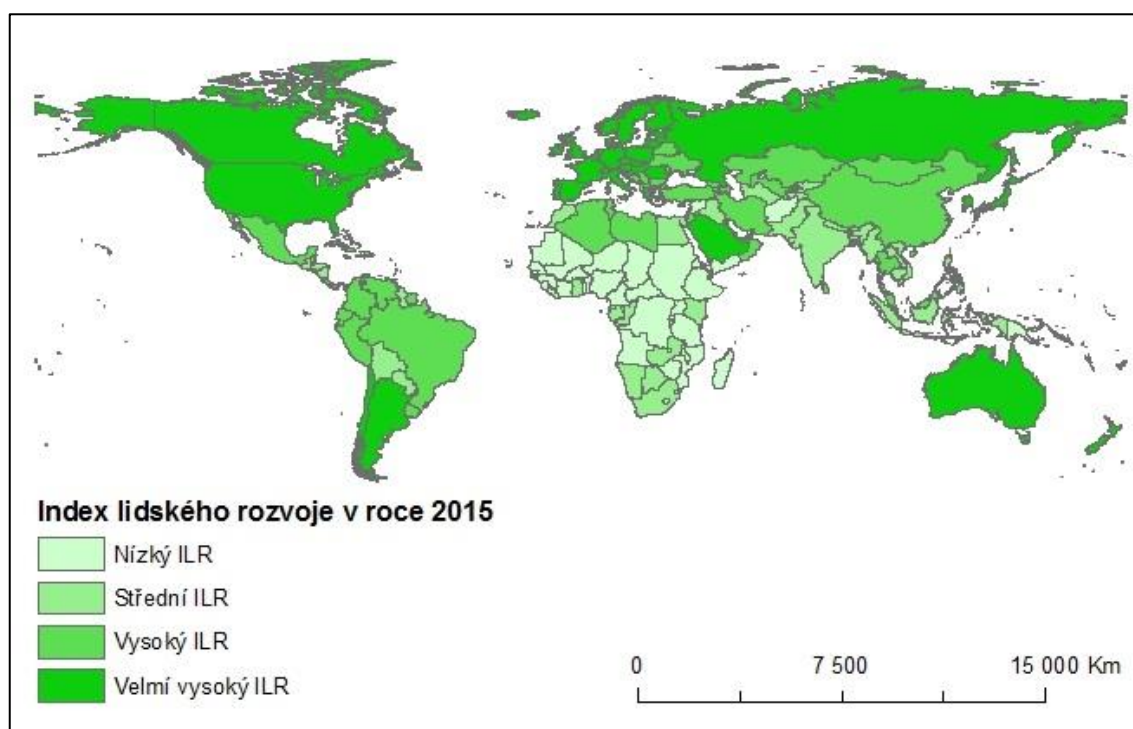 Index lidského rozvoje v roce 2015
Nízký ILR
Střední ILR
Vysoký ILR
Velmí vysoký ILR
0 7 500 15 000 Km